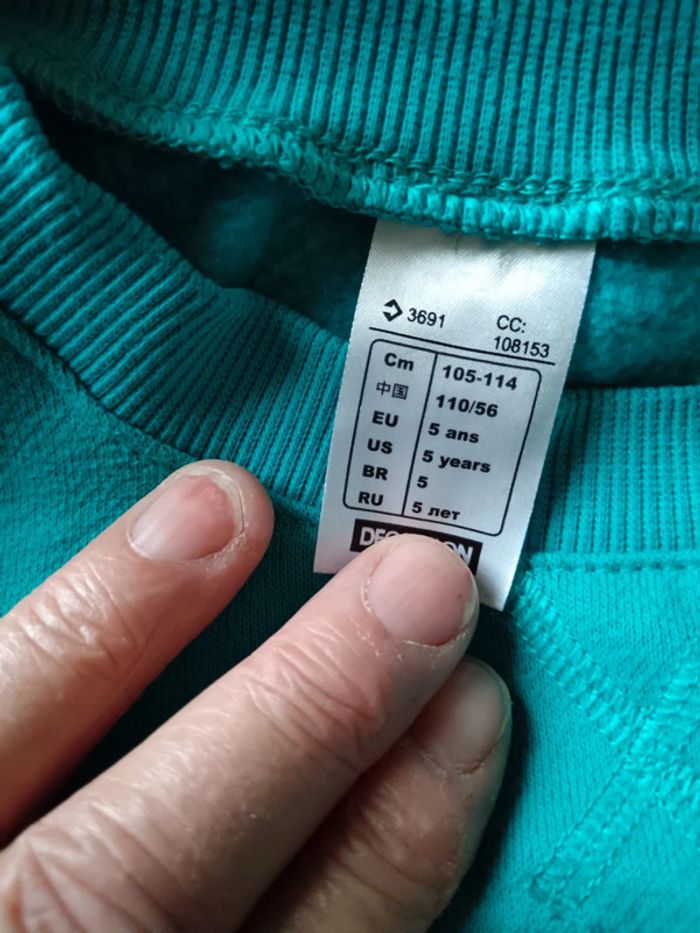 3691 CC:
108153
Cm 105-114
中国 110/56
EU 5 ans
US 5 years
BR 5
RU 5 лет